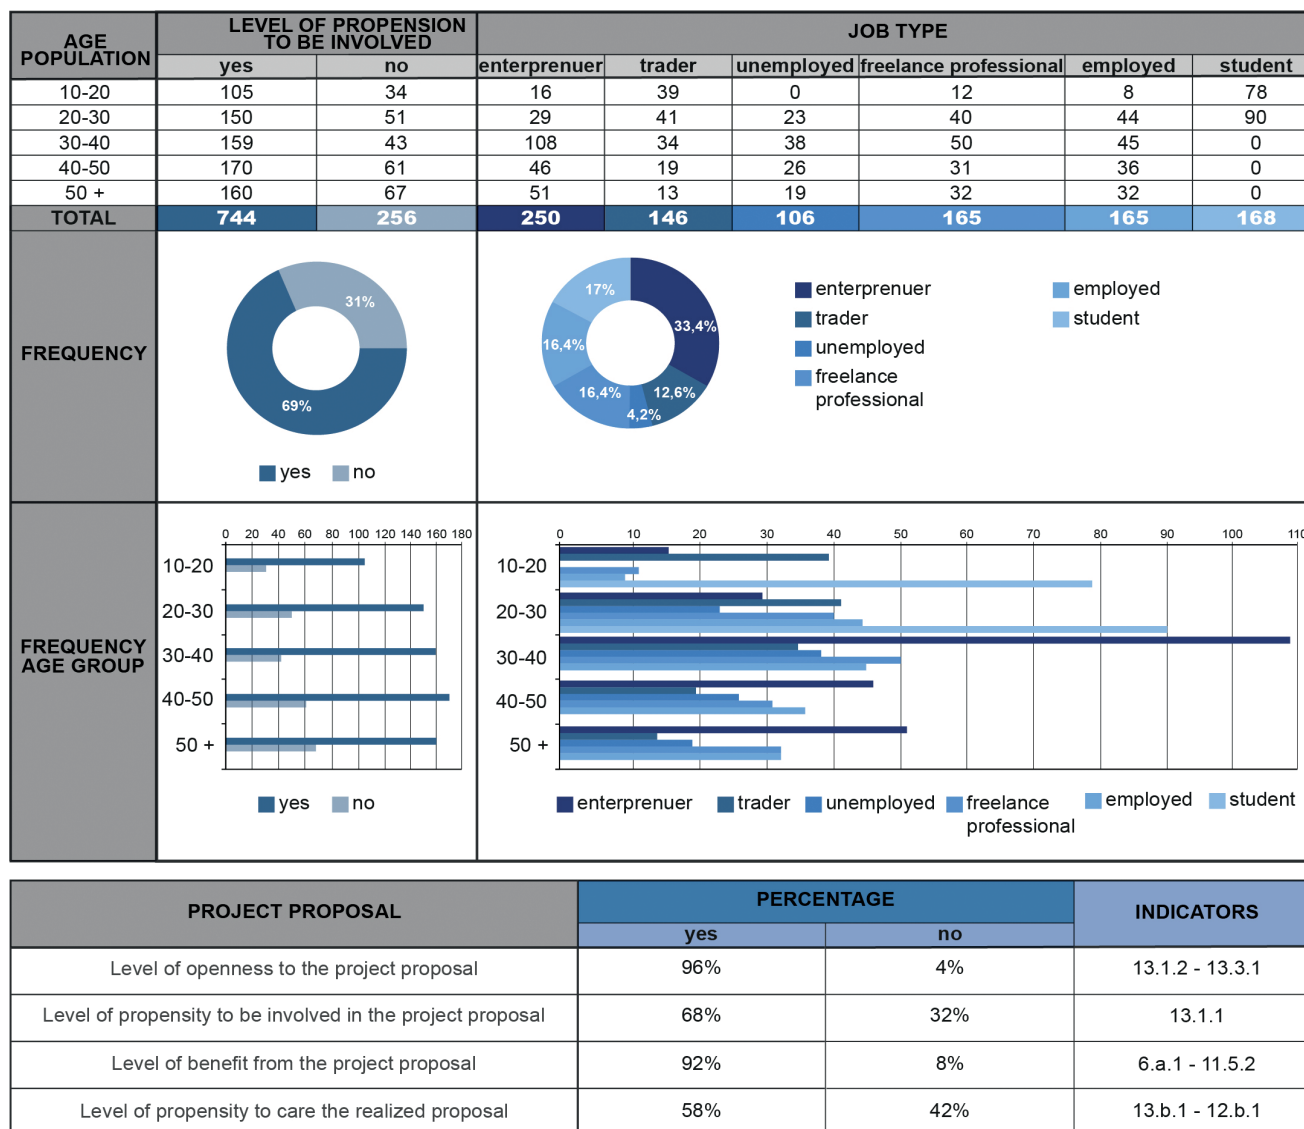 AGE POPULATION
LEVEL OF PROPENSION
TO BE INVOLVED
JOB TYPE
yes no enterprenuer trader unemployed freelance professional employed student
10-20 105 34 16 39 0 12 8 78
20-30 150 51 29 41 23 40 44 90
30-40 159 43 108 34 38 50 45 0
40-50 170 61 46 19 26 31 36 0
50 + 160 67 51 13 19 32 32 0
TOTAL 744 256 250 146 106 165 165 168
FREQUENCY
31%
69%
yes no
17%
33,4%
16,4%
16,4%
12,6%
4,2%
enterprenuer
trader
unemployed
freelance
professional
employed
student
FREQUENCY
AGE GROUP
0 20 40 60 80 100 120 140 160 180
10-20
20-30
30-40
40-50
50 +
yes no
0 10 20 30 40 50 60 70 80 90 100 110
10-20
20-30
30-40
40-50
50 +
enterprenuer trader unemployed freelance
professional
employed student
PROJECT PROPOSAL PERCENTAGE INDICATORS
yes no
Level of openness to the project proposal 96% 4% 13.1.2 - 13.3.1
Level of propensity to be involved in the project proposal 68% 32% 13.1.1
Level of benefit from the project proposal 92% 8% 6.a.1 - 11.5.2
Level of propensity to care the realized proposal 58% 42% 13.b.1 - 12.b.1